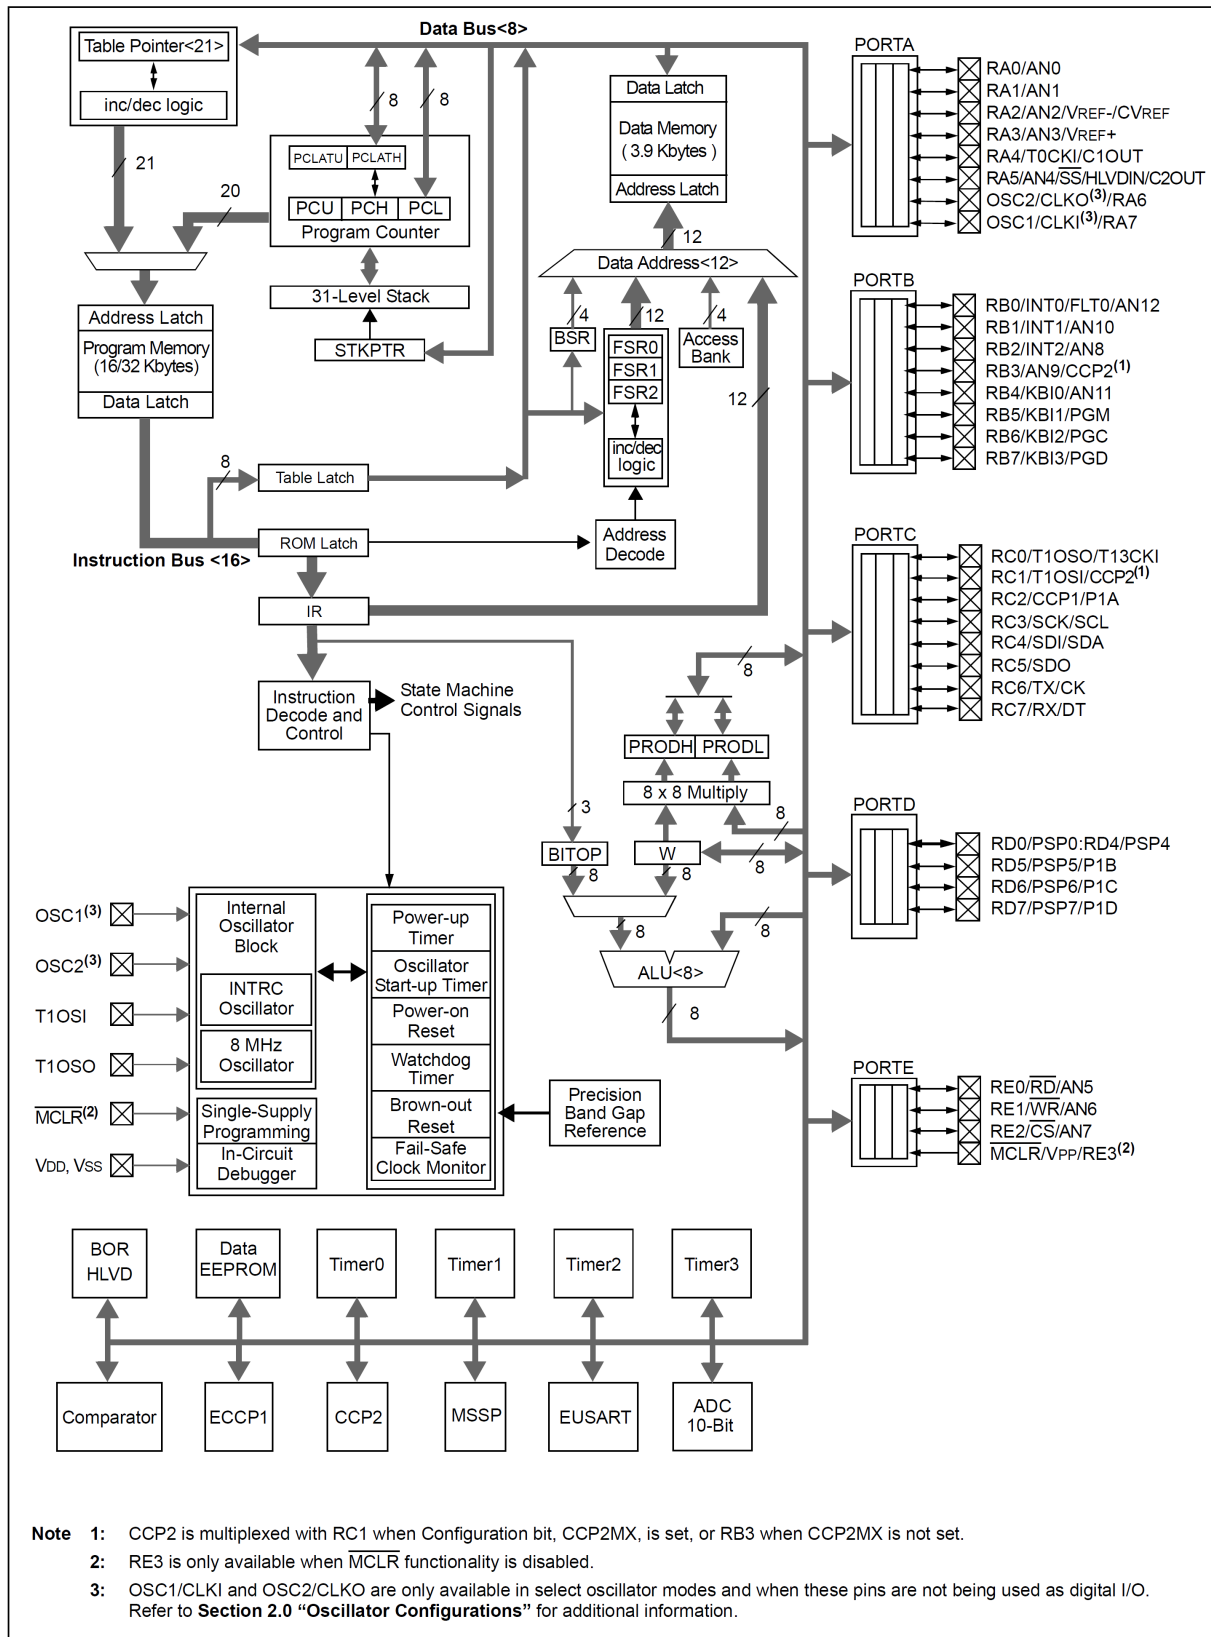 Data Bus<8>
Table Pointer<21>
inc/dec logic
21
20
8
8
PCLATU PCLATH
PCU PCH PCL
Program Counter
31-Level Stack
STKPTR
Address Latch
Program Memory
(16/32 Kbytes)
Data Latch
8
Table Latch
ROM Latch
Instruction Bus <16>
IR
Data Latch
Data Memory
( 3.9 Kbytes )
Address Latch
12
Data Address<12>
4
12
4
BSR
FSR0
FSR1
FSR2
inc/dec
logic
Access
Bank
12
Address
Decode
Instruction
Decode and
Control
State Machine
Control Signals
8
PRODH PRODL
8 x 8 Multiply
3
8
BITOP
W
8
8
8
8
8
ALU<8>
8
OSC1(3)
OSC2(3)
T1OSI
T1OSO
MCLR(2)
VDD, VSS
Internal
Oscillator
Block
INTRC
Oscillator
8 MHz
Oscillator
Single-Supply
Programming
In-Circuit
Debugger
Power-up
Timer
Oscillator
Start-up Timer
Power-on
Reset
Watchdog
Timer
Brown-out
Reset
Fail-Safe
Clock Monitor
Precision
Band Gap
Reference
PORTA
RA0/AN0
RA1/AN1
RA2/AN2/VREF-/CVREF
RA3/AN3/VREF+
RA4/T0CKI/C1OUT
RA5/AN4/SS/HLVDIN/C2OUT
OSC2/CLKO(3)/RA6
OSC1/CLKI(3)/RA7
PORTB
RB0/INT0/FLT0/AN12
RB1/INT1/AN10
RB2/INT2/AN8
RB3/AN9/CCP2(1)
RB4/KBI0/AN11
RB5/KBI1/PGM
RB6/KBI2/PGC
RB7/KBI3/PGD
PORTC
RC0/T1OSO/T13CKI
RC1/T1OSI/CCP2(1)
RC2/CCP1/P1A
RC3/SCK/SCL
RC4/SDI/SDA
RC5/SDO
RC6/TX/CK
RC7/RX/DT
PORTD
RD0/PSP0:RD4/PSP4
RD5/PSP5/P1B
RD6/PSP6/P1C
RD7/PSP7/P1D
PORTE
RE0/RD/AN5
RE1/WR/AN6
RE2/CS/AN7
MCLR/VPP/RE3(2)
BOR
HLVD
Data
EEPROM
Timer0
Timer1
Timer2
Timer3
Comparator
ECCP1
CCP2
MSSP
EUSART
ADC
10-Bit
Note 1: CCP2 is multiplexed with RC1 when Configuration bit, CCP2MX, is set, or RB3 when CCP2MX is not set.
2: RE3 is only available when MCLR functionality is disabled.
3: OSC1/CLKI and OSC2/CLKO are only available in select oscillator modes and when these pins are not being used as digital I/O.
Refer to Section 2.0 “Oscillator Configurations” for additional information.